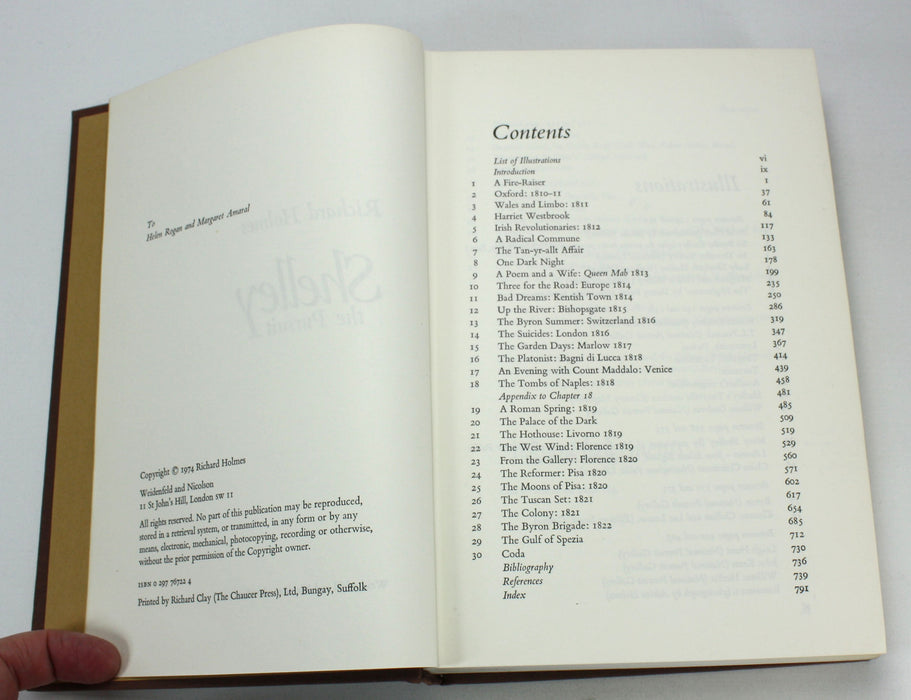 To
Helen Rogan and Margaret Amaral
Copyright © 1974 Richard Holmes
Weidenfeld and Nicolson
11 St John's Hill, London SW 11
All rights reserved. No part of this publication may be reproduced,
stored in a retrieval system, or transmitted, in any form or by any
means, electronic, mechanical, photocopying, recording or otherwise,
without the prior permission of the Copyright owner.
ISBN 0 297 76722 4
Printed by Richard Clay (The Chaucer Press), Ltd, Bungay, Suffolk
Richard Holmes
Shelley
the Pursuit
Contents
List of Illustrations vi
Introduction ix
1 A Fire-Raiser 1
2 Oxford: 1810–11 37
3 Wales and Limbo: 1811 61
4 Harriet Westbrook 84
5 Irish Revolutionaries: 1812 117
6 A Radical Commune 133
7 The Tan-yr-allt Affair 163
8 One Dark Night 178
9 A Poem and a Wife: Queen Mab 1813 199
10 Three for the Road: Europe 1814 235
11 Bad Dreams: Kentish Town 1814 250
12 Up the River: Bishopsgate 1815 286
13 The Byron Summer: Switzerland 1816 319
14 The Suicides: London 1816 347
15 The Garden Days: Marlow 1817 367
16 The Platonist: Bagni di Lucca 1818 414
17 An Evening with Count Maddalo: Venice 439
18 The Tombs of Naples: 1818 458
Appendix to Chapter 18 481
19 A Roman Spring: 1819 485
20 The Palace of the Dark 509
21 The Hothouse: Livorno 1819 519
22 The West Wind: Florence 1819 529
23 From the Gallery: Florence 1820 560
24 The Reformer: Pisa 1820 571
25 The Moons of Pisa: 1820 602
26 The Tuscan Set: 1821 617
27 The Colony: 1821 654
28 The Byron Brigade: 1822 685
29 The Gulf of Spezia 712
30 Coda 730
Bibliography 736
References 739
Index 791
Illustrations